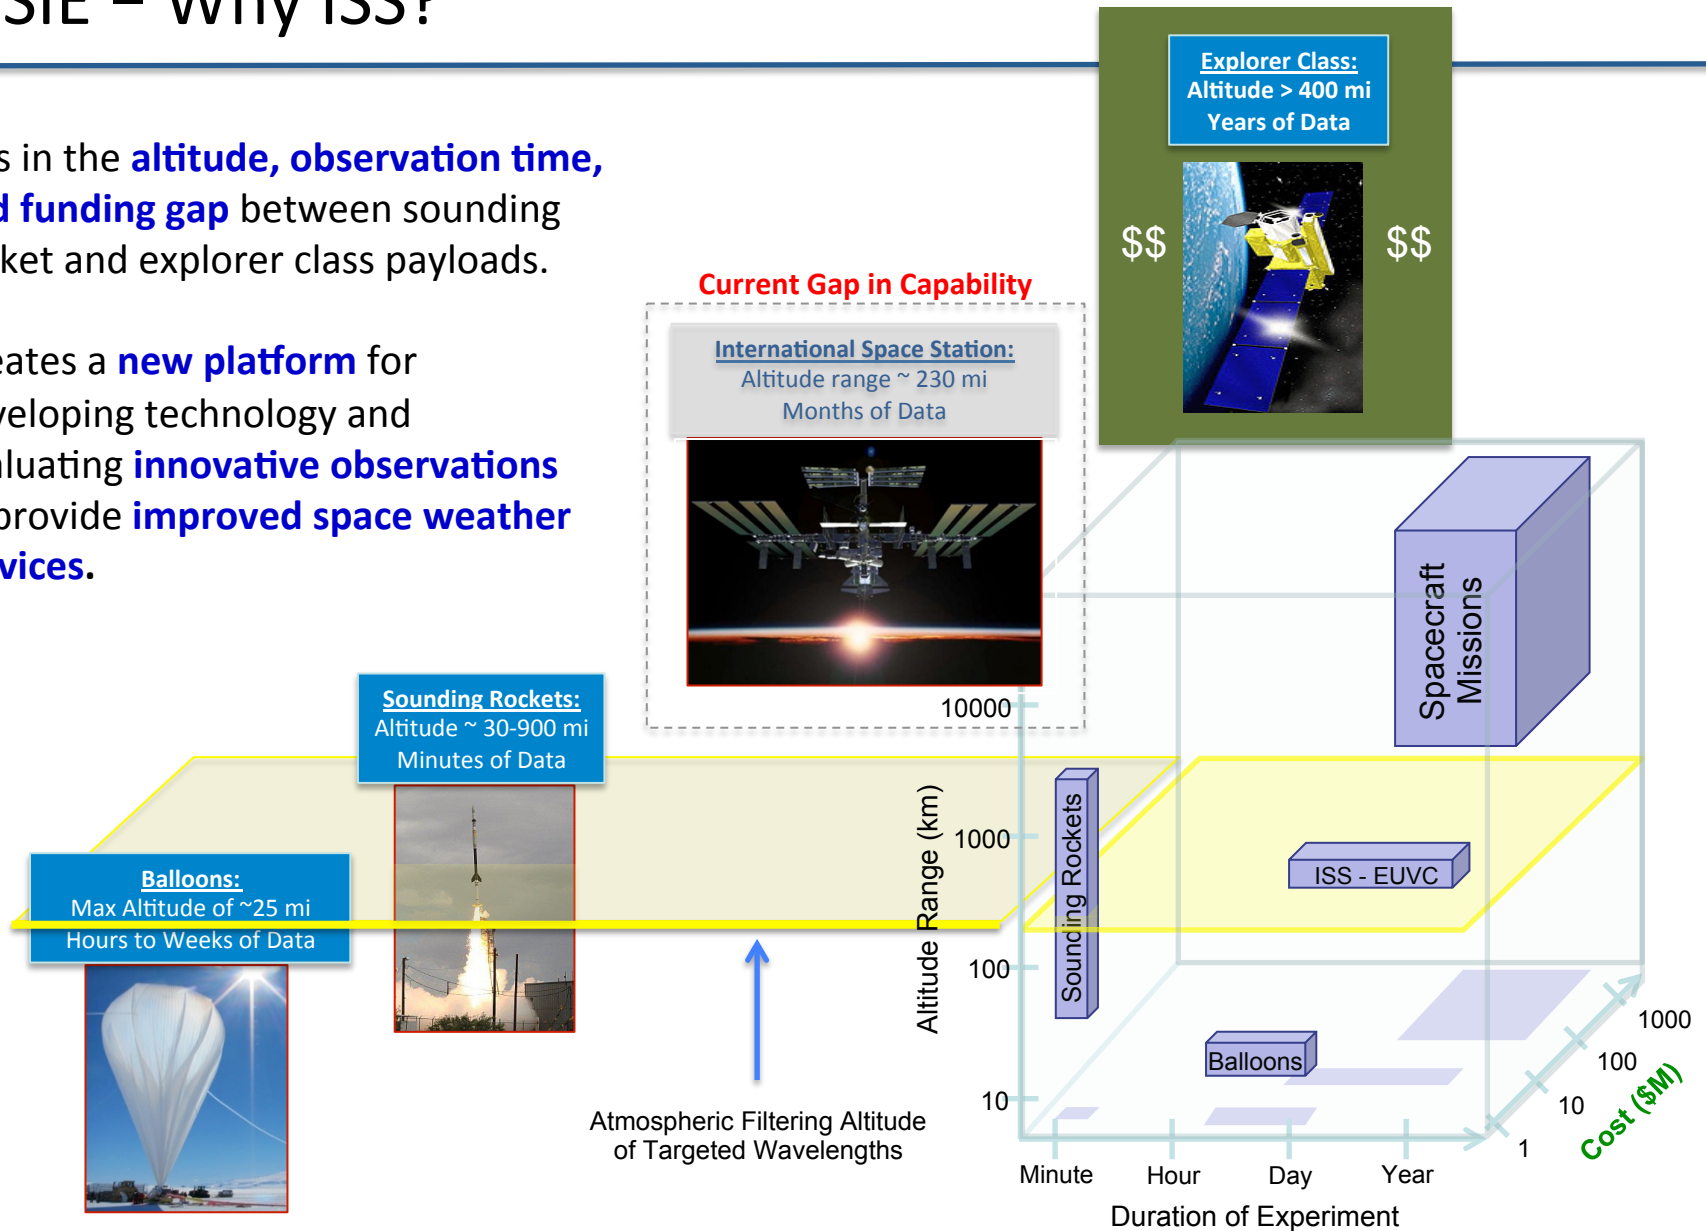 SIE – Why ISS?
Explorer Class:
Altitude > 400 mi
Years of Data
$$ $$
s in the altitude, observation time,
d funding gap between sounding
ket and explorer class payloads.
eates a new platform for
veloping technology and
aluating innovative observations
provide improved space weather
vices.
Current Gap in Capability
International Space Station:
Altitude range ~ 230 mi
Months of Data
Sounding Rockets:
Altitude ~ 30-900 mi
Minutes of Data
Balloons:
Max Altitude of ~25 mi
Hours to Weeks of Data
Atmospheric Filtering Altitude
of Targeted Wavelengths
Altitude Range (km)
10000
1000
100
10
Spacecraft
Missions
Sounding Rockets
ISS - EUVC
Balloons
Minute Hour Day Year
Duration of Experiment
1
10
100
1000
Cost ($M)